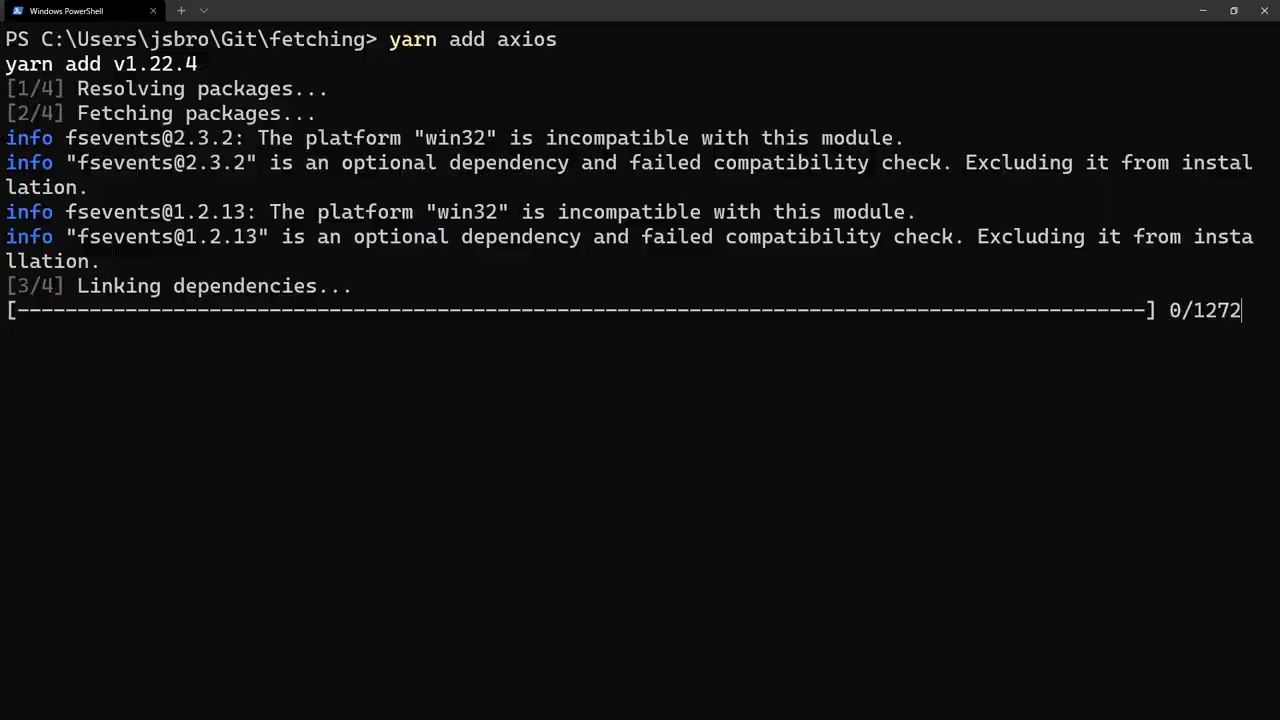 Windows PowerShell
PS C:\Users\jsbro\Git\fetching> yarn add axios
yarn add v1.22.4
[1/4] Resolving packages...
[2/4] Fetching packages...
info fsevents@2.3.2: The platform "win32" is incompatible with this module.
info "fsevents@2.3.2" is an optional dependency and failed compatibility check. Excluding it from instal
lation.
info fsevents@1.2.13: The platform "win32" is incompatible with this module.
info "fsevents@1.2.13" is an optional dependency and failed compatibility check. Excluding it from insta
llation.
[3/4] Linking dependencies...
[-----------------------------------------------------------------------------------------------] 0/1272